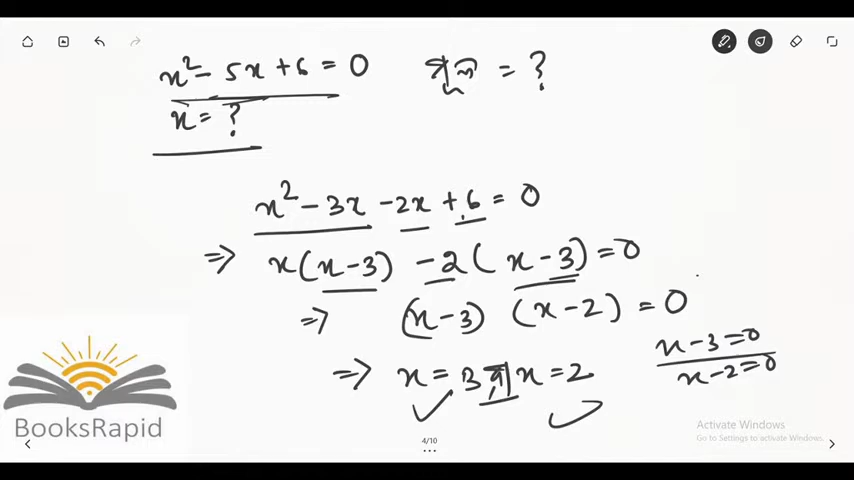 x² - 5x + 6 = 0 মূল = ?
x = ?
x² - 3x - 2x + 6 = 0
⇒ x(x-3) -2(x-3) = 0
⇒ (x-3) (x-2) = 0
x-3=0
x-2=0
⇒ x = 3 বা x = 2
BooksRapid
4/10
Activate Windows
Go to Settings to activate Windows.